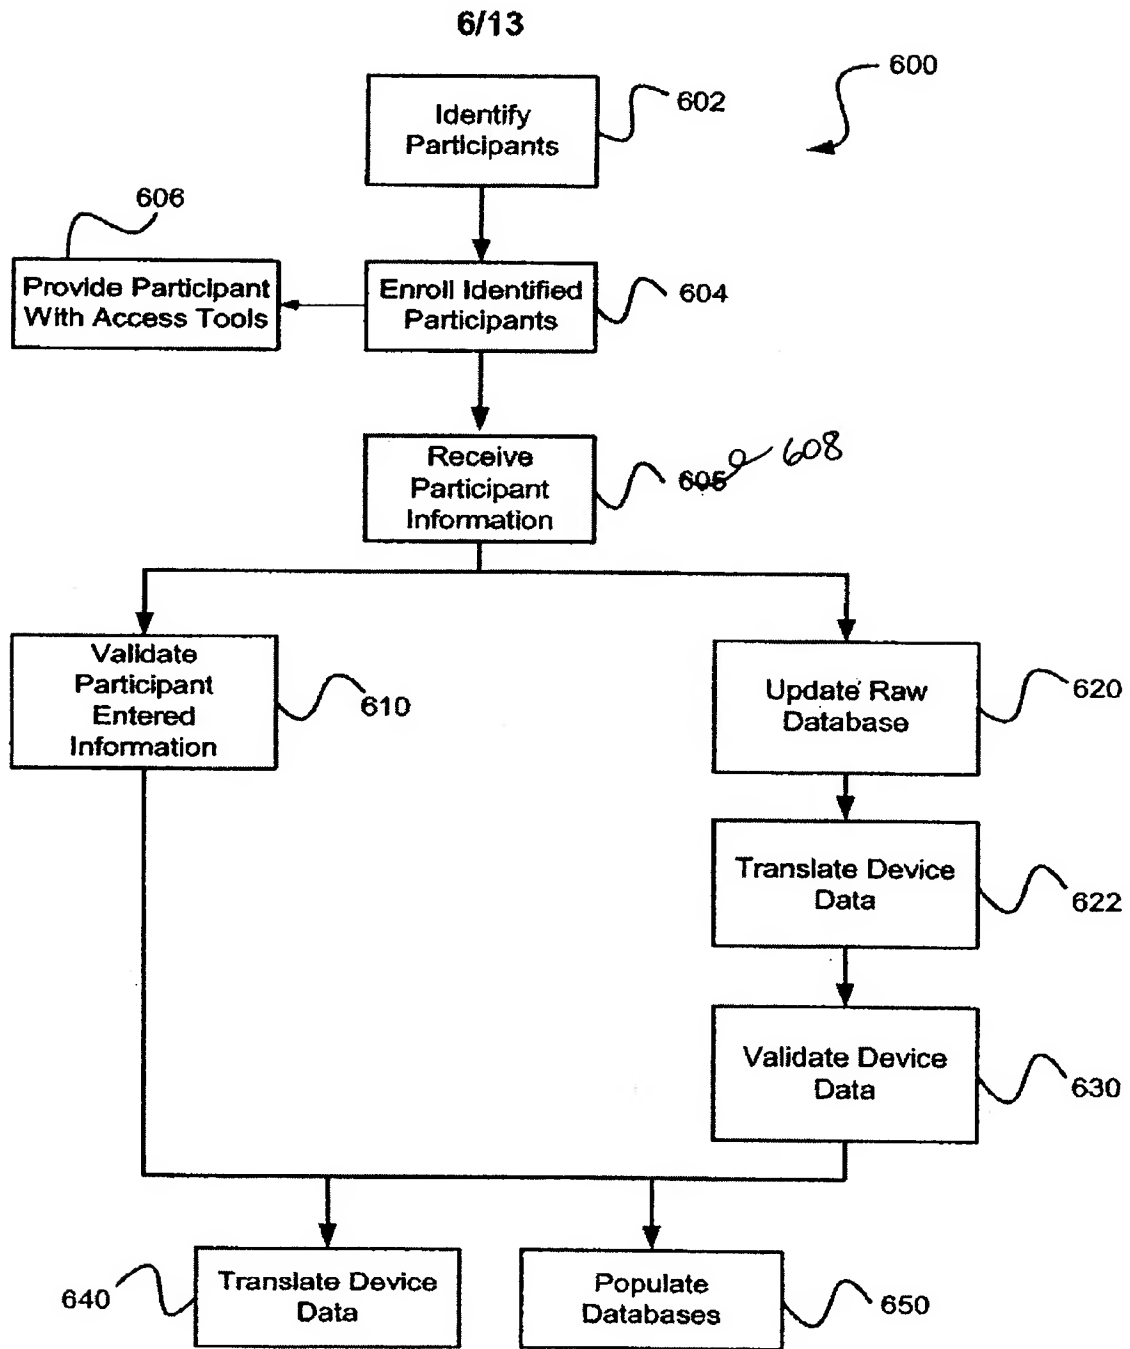 6/13
600
Identify
Participants
602
606
Provide Participant
With Access Tools
Enroll Identified
Participants
604
Receive
Participant
Information
605
608
Validate
Participant
Entered
Information
610
Update Raw
Database
620
Translate Device
Data
622
Validate Device
Data
630
640
Translate Device
Data
Populate
Databases
650